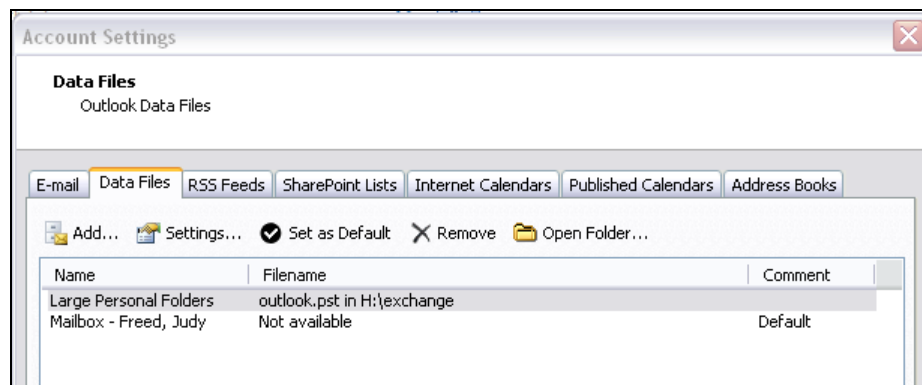 Account Settings
Data Files
Outlook Data Files
E-mail Data Files RSS Feeds SharePoint Lists Internet Calendars Published Calendars Address Books
Add... Settings... Set as Default Remove Open Folder...
Name Filename Comment
Large Personal Folders outlook.pst in H:\exchange
Mailbox - Freed, Judy Not available Default